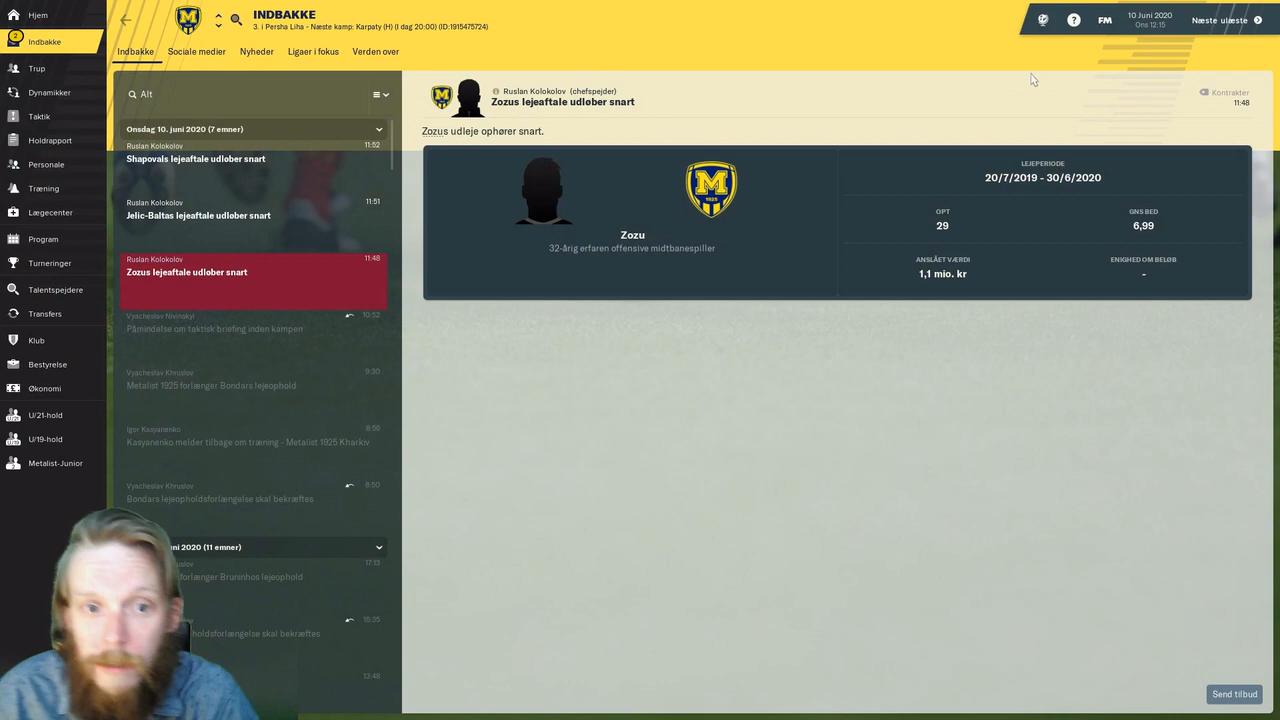 Hjem
2
Indbakke
Trup
Dynamikker
Taktik
Holdrapport
Personale
Træning
Lægecenter
Program
Turneringer
Talentspejdere
Transfers
Klub
Bestyrelse
Økonomi
U/21-hold
U/19-hold
Metalist-Junior
INDBAKKE
3. i Persha Liha - Næste kamp: Karpaty (H) (I dag 20:00) (ID:1915475724)
FM
10 Juni 2020
Ons 12:15
Næste ulæste
Indbakke
Sociale medier
Nyheder
Ligaer i fokus
Verden over
Alt
Onsdag 10. juni 2020 (7 emner)
Ruslan Kolokolov 11:52
Shapovals lejeaftale udløber snart
Ruslan Kolokolov 11:51
Jelic-Baltas lejeaftale udløber snart
Ruslan Kolokolov 11:48
Zozus lejeaftale udløber snart
Vyacheslav Nivinskyi 10:52
Påmindelse om taktisk briefing inden kampen
Vyacheslav Khruslov 9:30
Metalist 1925 forlænger Bondars lejeophold
Igor Kasyanenko 8:56
Kasyanenko melder tilbage om træning - Metalist 1925 Kharkiv
Vyacheslav Khruslov 8:50
Bondars lejeopholdsforlængelse skal bekræftes
uni 2020 (11 emner)
17:13
forlænger Bruninhos lejeophold
16:35
holdsforlængelse skal bekræftes
13:48
Ruslan Kolokolov (chefspejder)
Zozus lejeaftale udløber snart
Kontrakter
11:48
Zozus udleje ophører snart.
M
1925
Zozu
32-årig erfaren offensive midtbanespiller
LEJEPERIODE
20/7/2019 - 30/6/2020
OPT
29
GNS BED
6,99
ANSLÅET VÆRDI
1,1 mio. kr
ENIGHED OM BELØB
-
Send tilbud